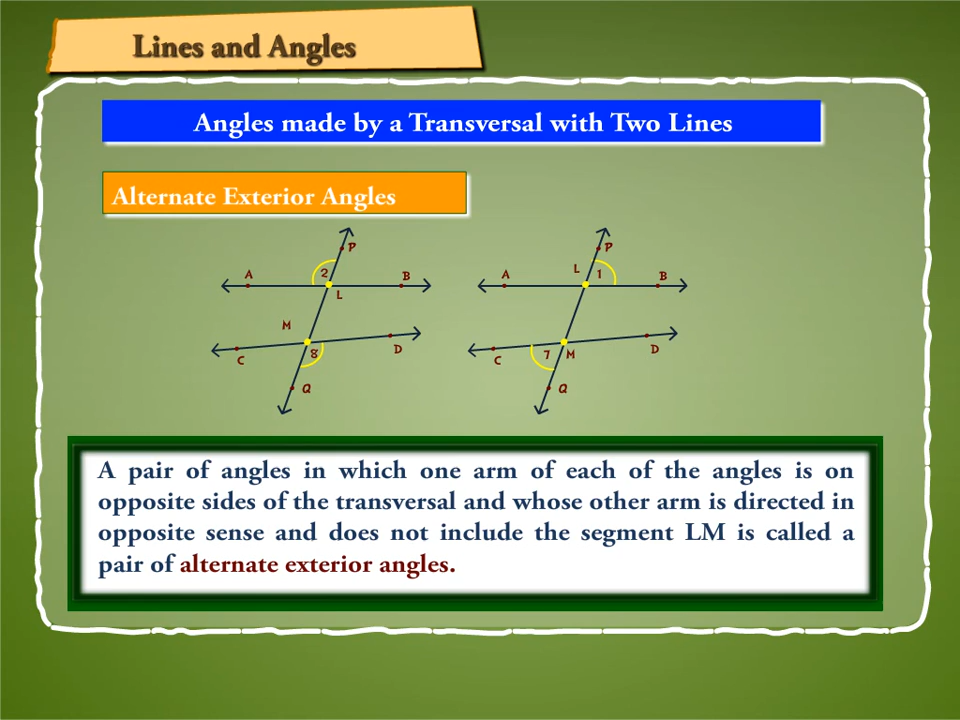 Lines and Angles
Angles made by a Transversal with Two Lines
Alternate Exterior Angles
P
2
A
B
L
M
8
D
C
Q
P
L
1
A
B
7
M
D
C
Q
A pair of angles in which one arm of each of the angles is on
opposite sides of the transversal and whose other arm is directed in
opposite sense and does not include the segment LM is called a
pair of alternate exterior angles.